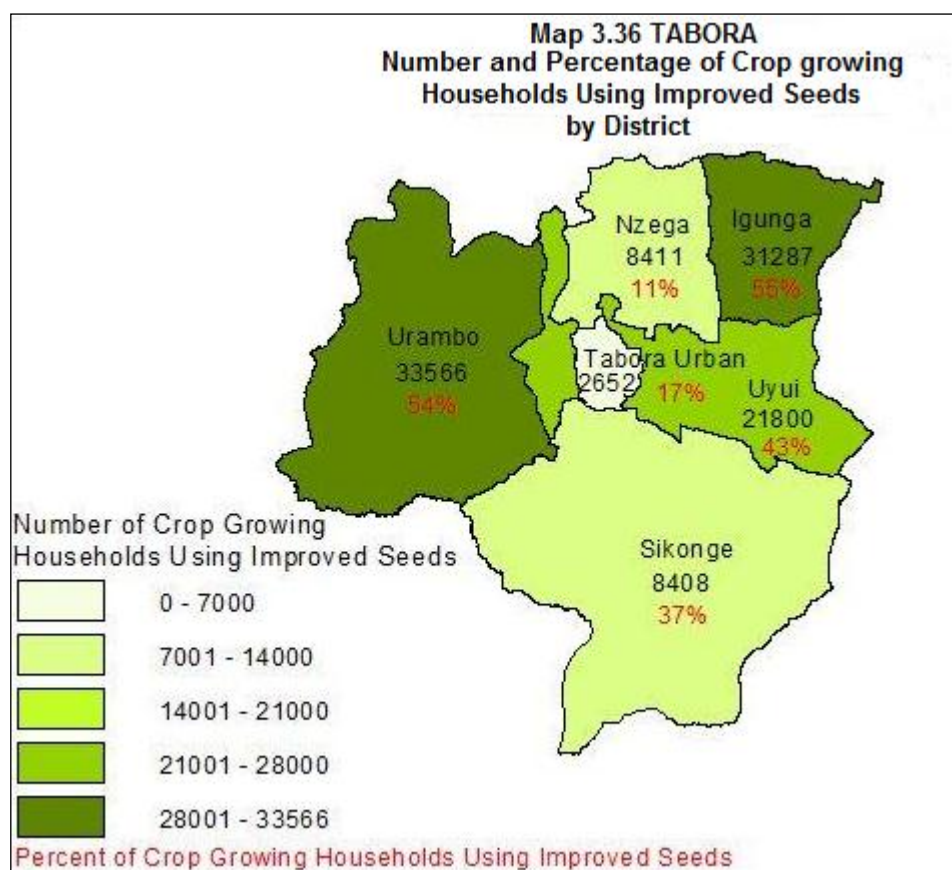 Map 3.36 TABORA
Number and Percentage of Crop growing
Households Using Improved Seeds
by District
Nzega
8411
11%
Igunga
31287
55%
Urambo
33566
54%
Tabora Urban
2652
17%
Uyui
21800
43%
Sikonge
8408
37%
Number of Crop Growing
Households Using Improved Seeds
0 - 7000
7001 - 14000
14001 - 21000
21001 - 28000
28001 - 33566
Percent of Crop Growing Households Using Improved Seeds